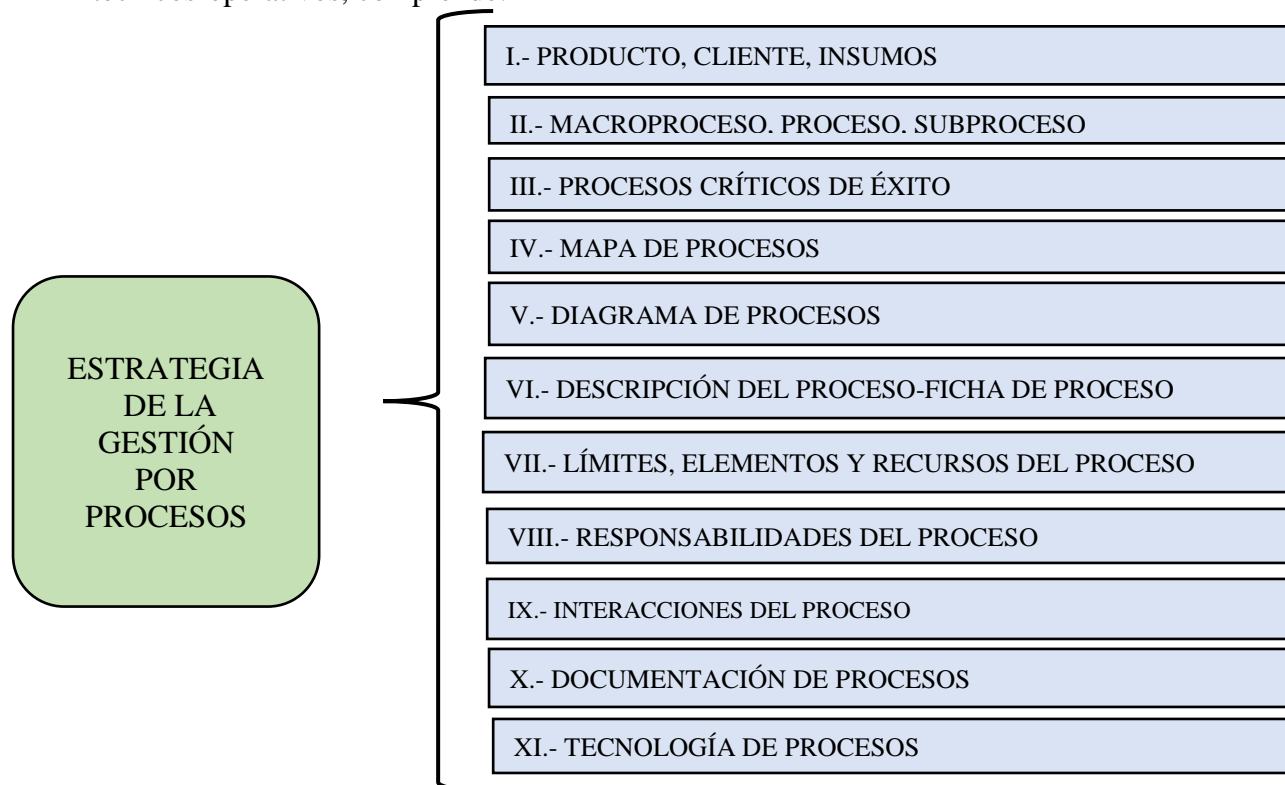 I.- PRODUCTO, CLIENTE, INSUMOS
II.- MACROPROCESO. PROCESO. SUBPROCESO
III.- PROCESOS CRÍTICOS DE ÉXITO
IV.- MAPA DE PROCESOS
V.- DIAGRAMA DE PROCESOS
ESTRATEGIA
DE LA
GESTIÓN
POR
PROCESOS
VI.- DESCRIPCIÓN DEL PROCESO-FICHA DE PROCESO
VII.- LÍMITES, ELEMENTOS Y RECURSOS DEL PROCESO
VIII.- RESPONSABILIDADES DEL PROCESO
IX.- INTERACCIONES DEL PROCESO
X.- DOCUMENTACIÓN DE PROCESOS
XI.- TECNOLOGÍA DE PROCESOS